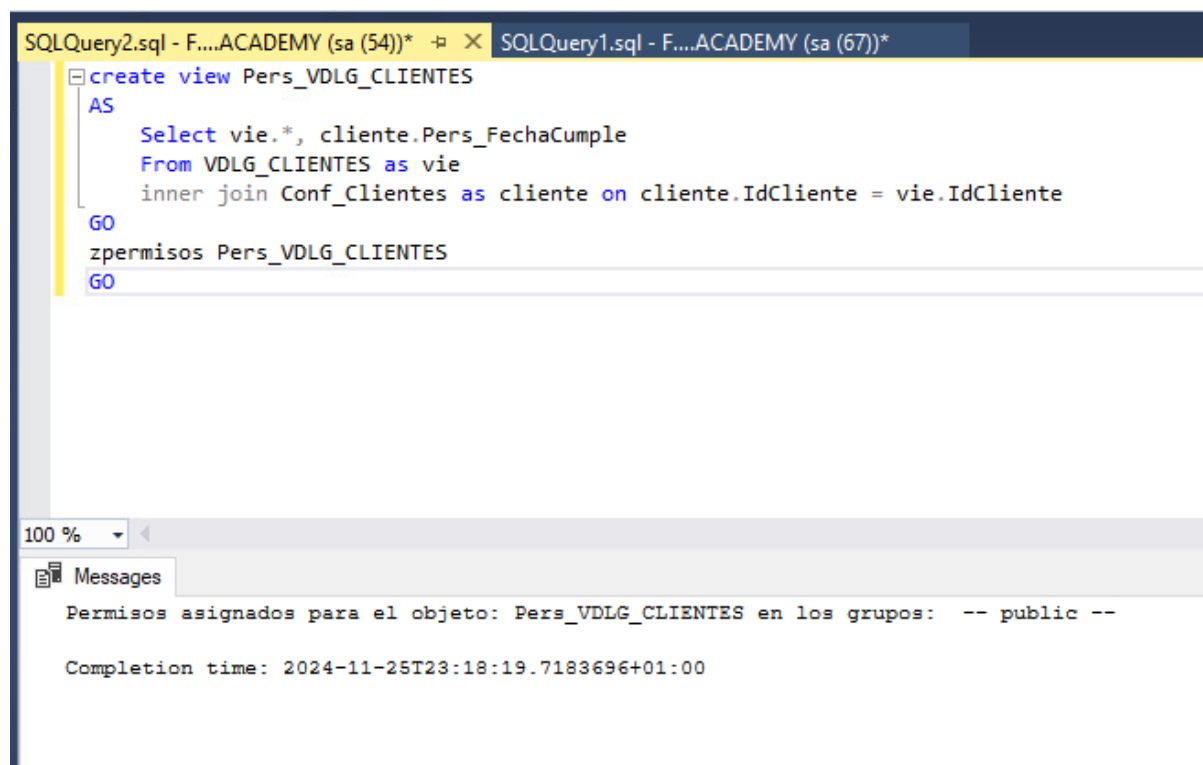 SQLQuery2.sql - F....ACADEMY (sa (54))* SQLQuery1.sql - F....ACADEMY (sa (67))*
create view Pers_VDLG_CLIENTES
AS
Select vie.*, cliente.Pers_FechaCumple
From VDLG_CLIENTES as vie
inner join Conf_Clientes as cliente on cliente.IdCliente = vie.IdCliente
GO
zpermisos Pers_VDLG_CLIENTES
GO
100 %
Messages
Permisos asignados para el objeto: Pers_VDLG_CLIENTES en los grupos:  -- public --
Completion time: 2024-11-25T23:18:19.7183696+01:00